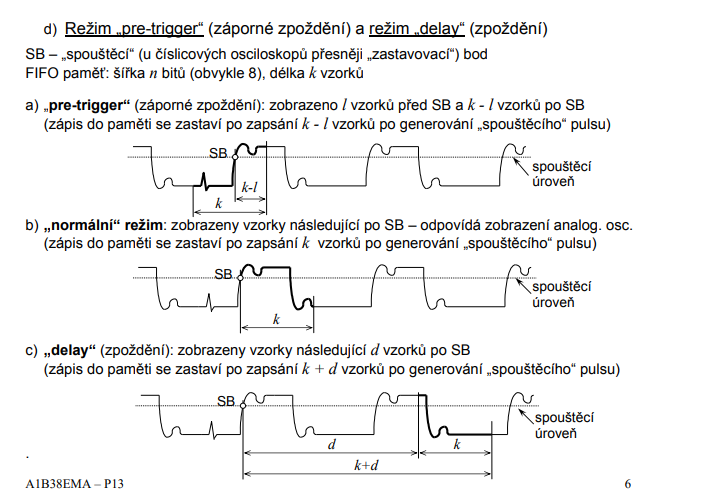 d) Režim „pre-trigger“ (záporné zpoždění) a režim „delay“ (zpoždění)
SB – „spouštěcí“ (u číslicových osciloskopů přesněji „zastavovací“) bod
FIFO paměť: šířka n bitů (obvykle 8), délka k vzorků
a) „pre-trigger“ (záporné zpoždění): zobrazeno l vzorků před SB a k - l vzorků po SB
(zápis do paměti se zastaví po zapsání k - l vzorků po generování „spouštěcího“ pulsu)
SB
spouštěcí
úroveň
k-l
k
b) „normální“ režim: zobrazeny vzorky následující po SB – odpovídá zobrazení analog. osc.
(zápis do paměti se zastaví po zapsání k vzorků po generování „spouštěcího“ pulsu)
SB
spouštěcí
úroveň
k
c) „delay“ (zpoždění): zobrazeny vzorky následující d vzorků po SB
(zápis do paměti se zastaví po zapsání k + d vzorků po generování „spouštěcího“ pulsu)
SB
spouštěcí
úroveň
d
k
k+d
.
A1B38EMA – P13
6